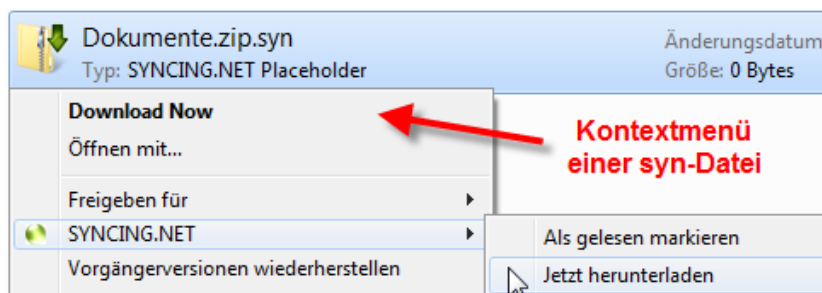 Dokumente.zip.syn
Änderungsdatum
Typ: SYNCING.NET Placeholder
Größe: 0 Bytes
Download Now
Öffnen mit...
Kontextmenü
einer syn-Datei
Freigeben für
SYNCING.NET
Als gelesen markieren
Vorgängerversionen wiederherstellen
Jetzt herunterladen